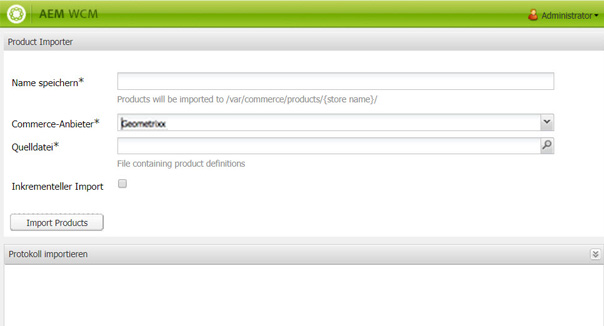 AEM WCM
Administrator
Product Importer
Name speichern*
Products will be imported to /var/commerce/products/{store name}/
Commerce-Anbieter* Geometrixx
Quelldatei*
File containing product definitions
Inkrementeller Import
Import Products
Protokoll importieren